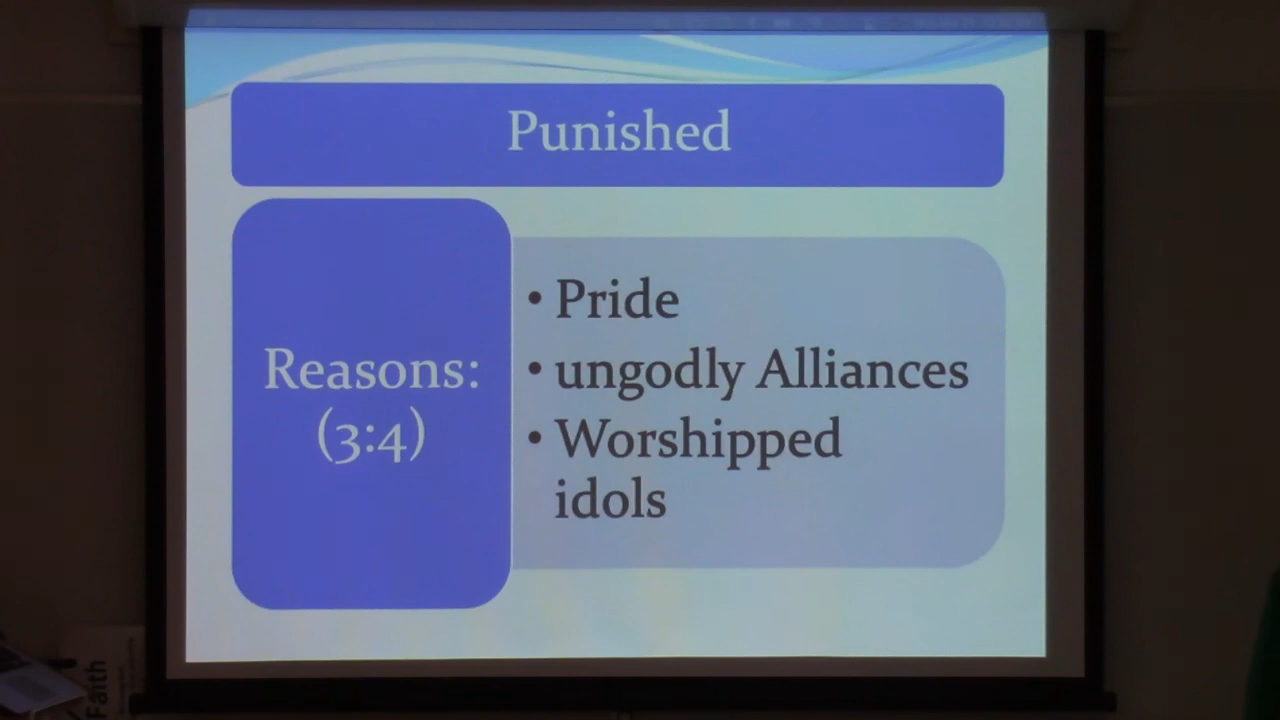 Punished
Reasons:
(3:4)
• Pride
• ungodly Alliances
• Worshipped
idols
Faith